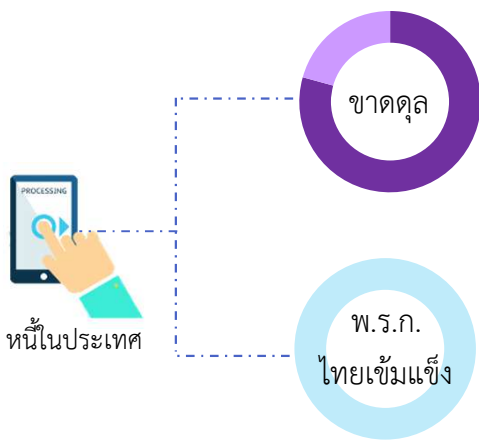 ขาดดุล
PROCESSING
หนี้ในประเทศ
พ.ร.ก.
ไทยเข้มแข็ง